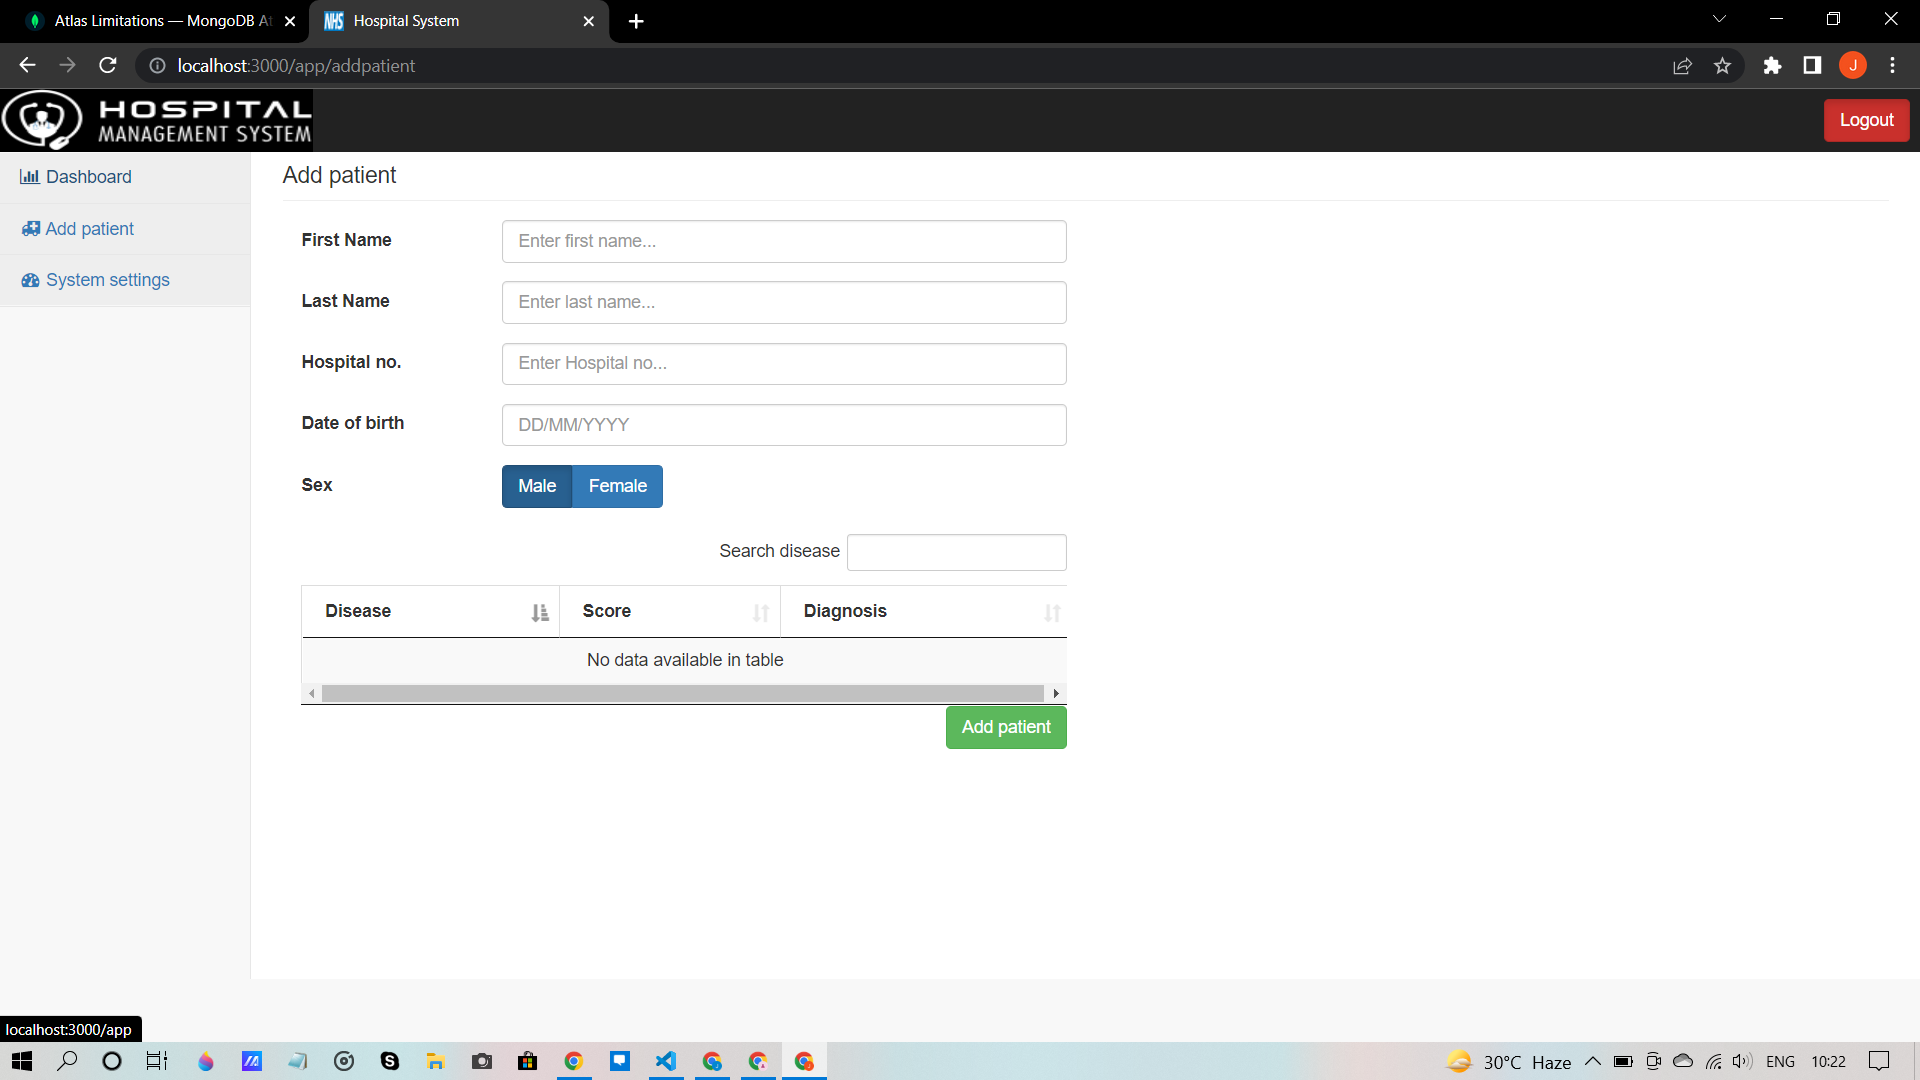 Atlas Limitations — MongoDB At
Hospital System
localhost:3000/app/addpatient
J
HOSPITAL
MANAGEMENT SYSTEM
Logout
Dashboard
Add patient
System settings
Add patient
First Name
Enter first name...
Last Name
Enter last name...
Hospital no.
Enter Hospital no...
Date of birth
DD/MM/YYYY
Sex
Male
Female
Search disease
Disease
Score
Diagnosis
No data available in table
Add patient
localhost:3000/app
30°C Haze
ENG
10:22